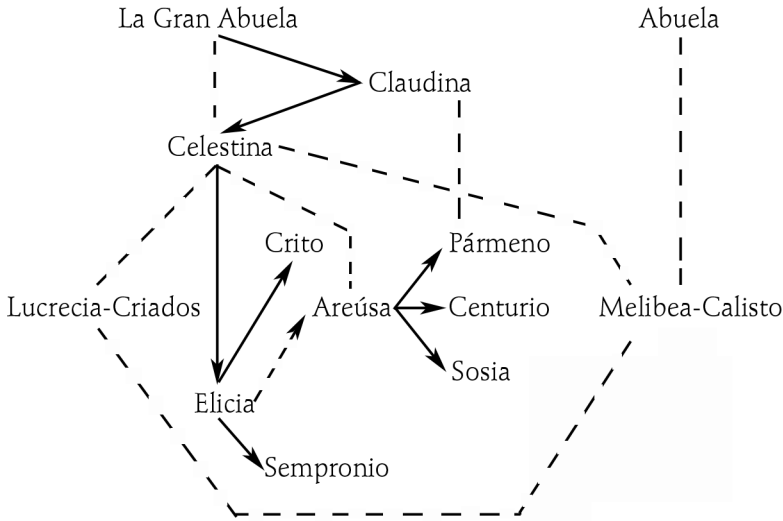 La Gran Abuela
Abuela
Claudina
Celestina
Crito
Pármeno
Lucrecia-Criados
Areúsa
Centurio
Melibea-Calisto
Sosia
Elicia
Sempronio